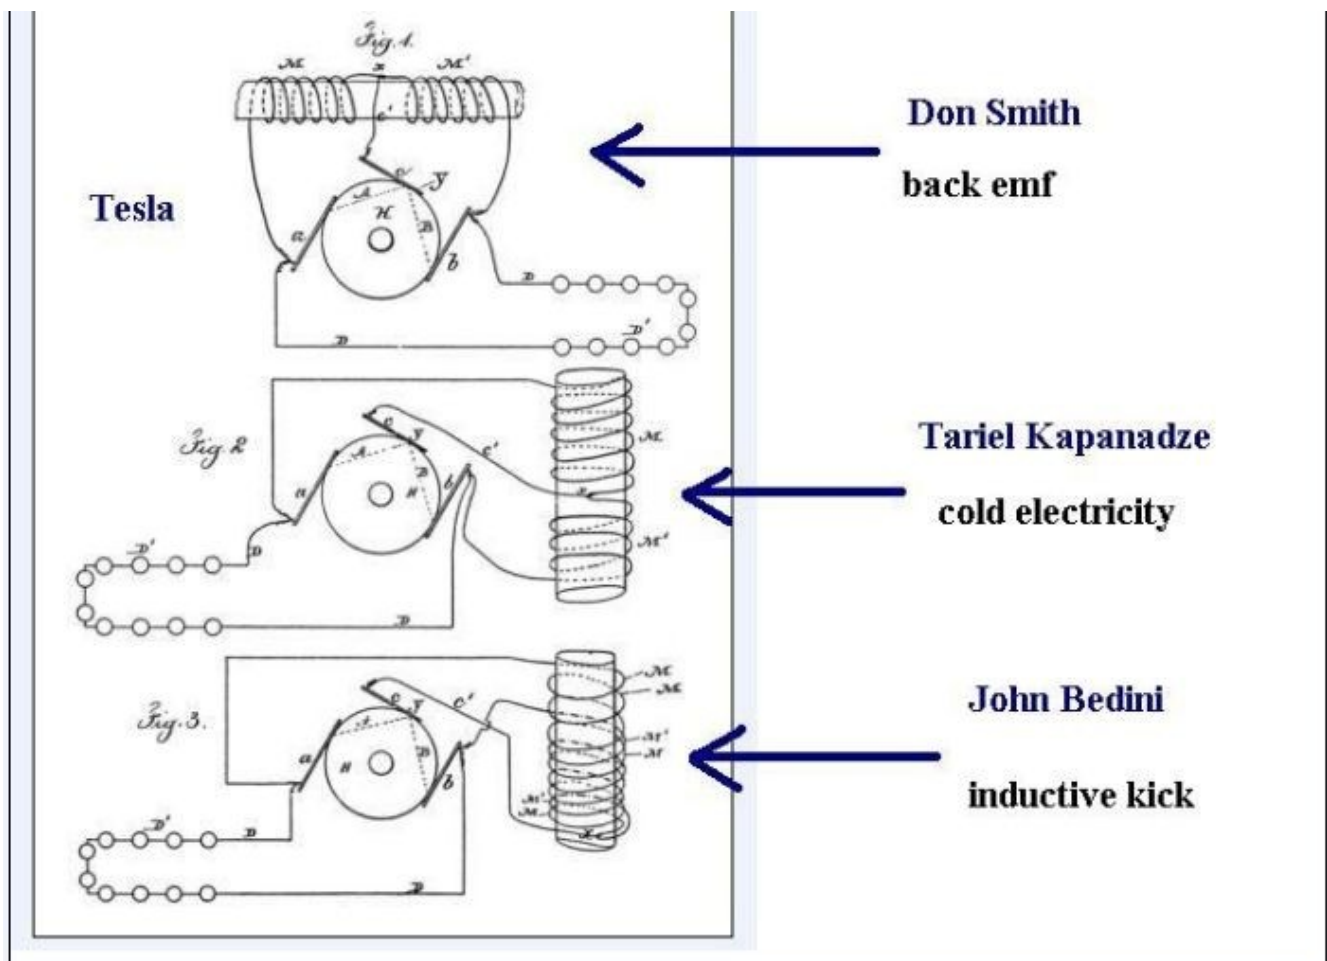 Fig. 1.
M x M'
c'
Don Smith
back emf
Tesla
c y
A
H
B
a
b
D
D'
D
Tariel Kapanadze
cold electricity
Fig. 2
c y
A
c'
B
M
a
H
b
x
D'
D
M'
D
John Bedini
inductive kick
Fig. 3.
c y
c'
M
M
A
B
M'
M
a
H
b
M'
M
x
D'
D
D